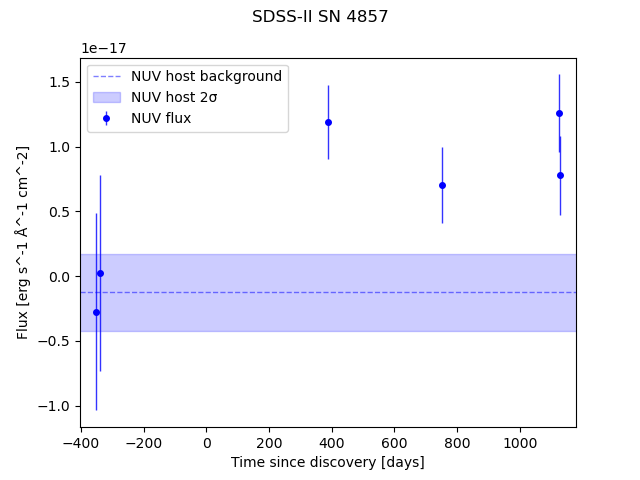 SDSS-II SN 4857
1e−17
NUV host background
NUV host 2σ
NUV flux
1.5
1.0
0.5
0.0
−0.5
−1.0
Flux [erg s^-1 Å^-1 cm^-2]
−400 −200 0 200 400 600 800 1000
Time since discovery [days]